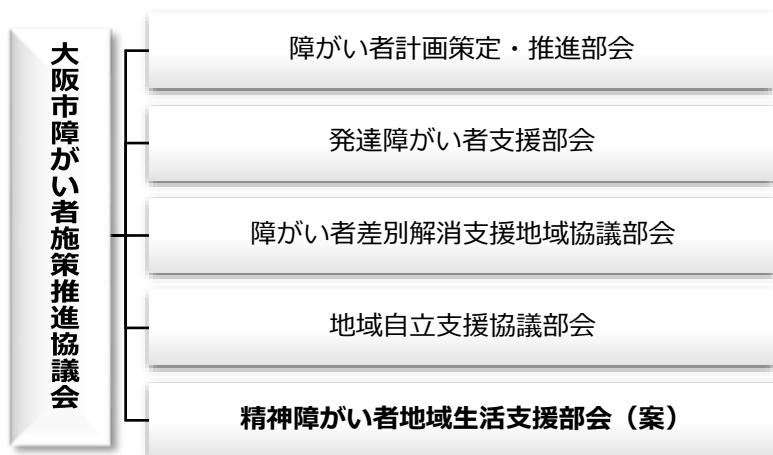 大阪市障がい者施策推進協議会
障がい者計画策定・推進部会
発達障がい者支援部会
障がい者差別解消支援地域協議部会
地域自立支援協議部会
精神障がい者地域生活支援部会（案）